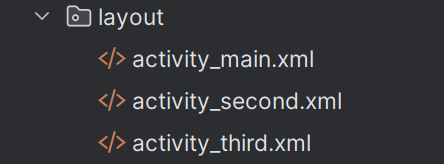 layout
activity_main.xml
activity_second.xml
activity_third.xml